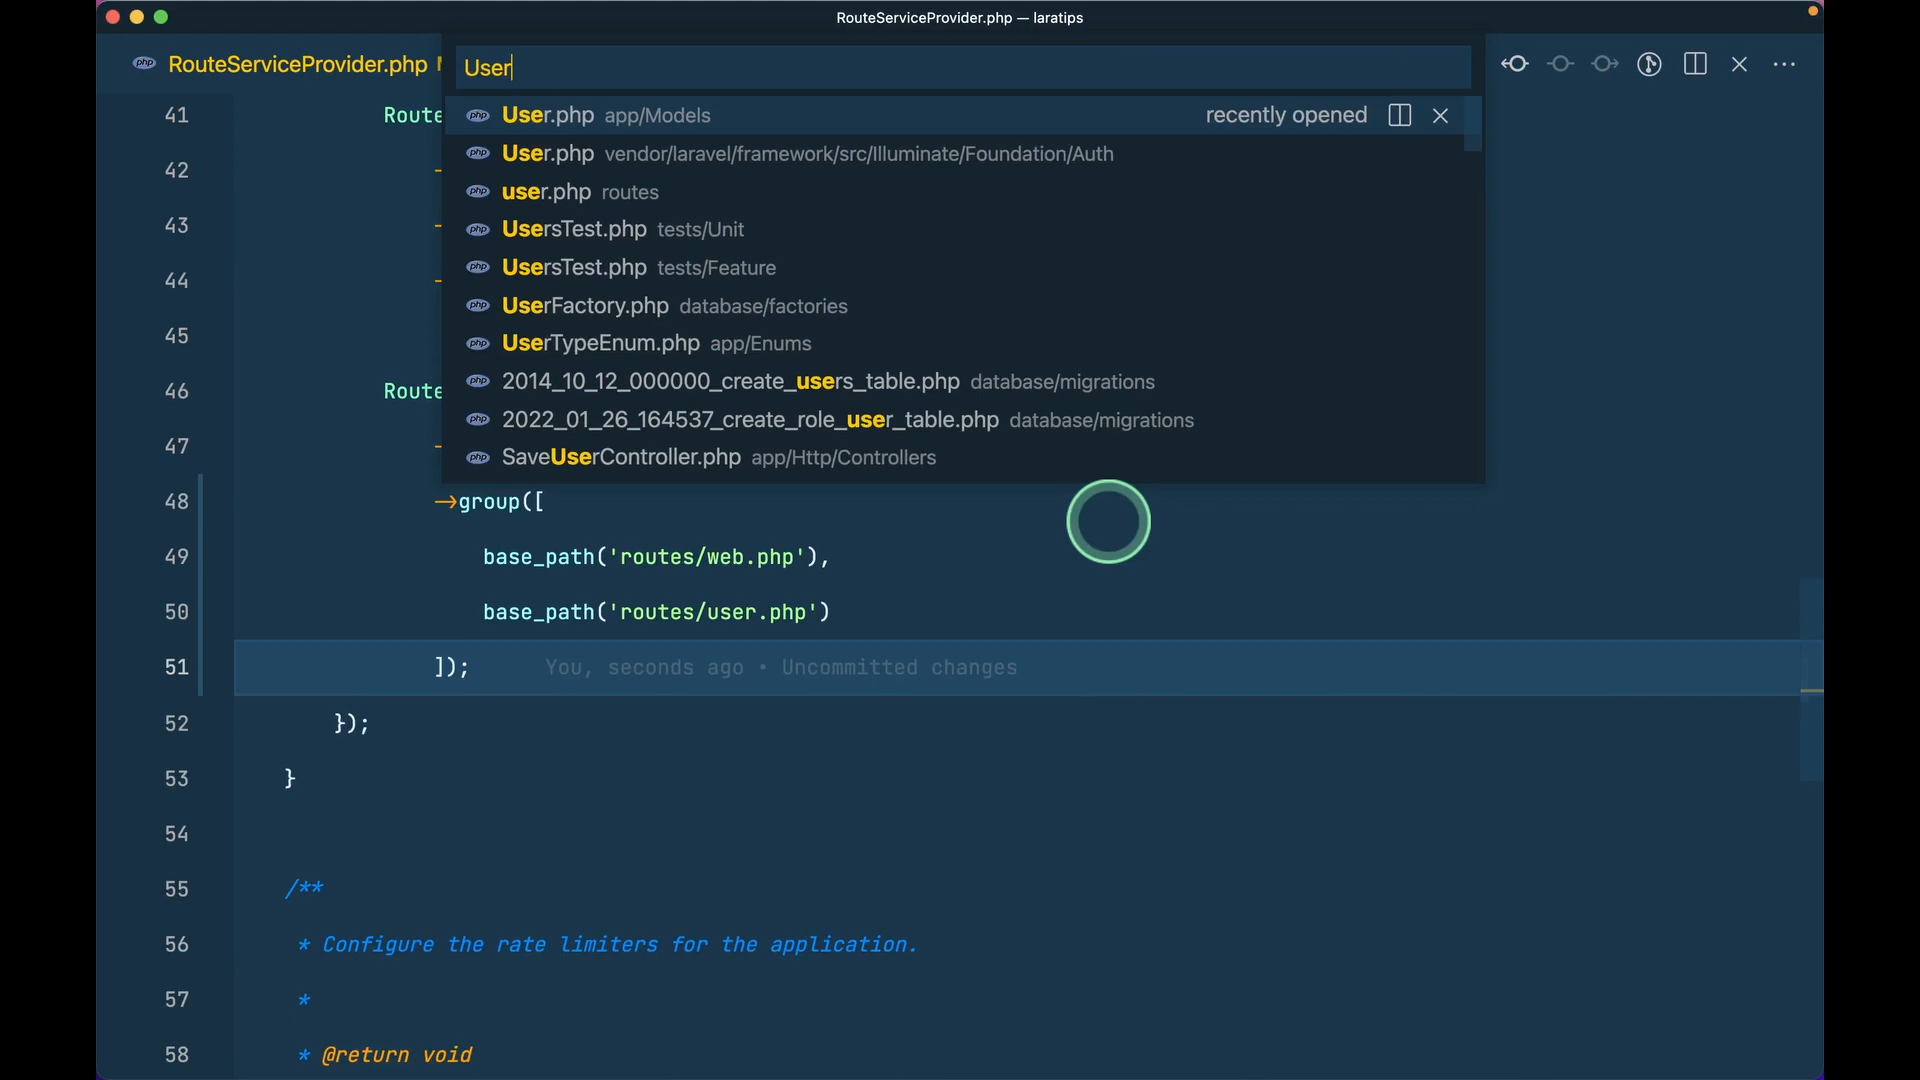 RouteServiceProvider.php — laratips
RouteServiceProvider.php
User
User.php app/Models recently opened
User.php vendor/laravel/framework/src/Illuminate/Foundation/Auth
user.php routes
UsersTest.php tests/Unit
UsersTest.php tests/Feature
UserFactory.php database/factories
UserTypeEnum.php app/Enums
2014_10_12_000000_create_users_table.php database/migrations
2022_01_26_164537_create_role_user_table.php database/migrations
SaveUserController.php app/Http/Controllers
41 Route
42
43
44
45
46 Route
47
48 ->group([
49 base_path('routes/web.php'),
50 base_path('routes/user.php')
51 ]); You, seconds ago • Uncommitted changes
52 });
53 }
54
55 /**
56 * Configure the rate limiters for the application.
57 *
58 * @return void